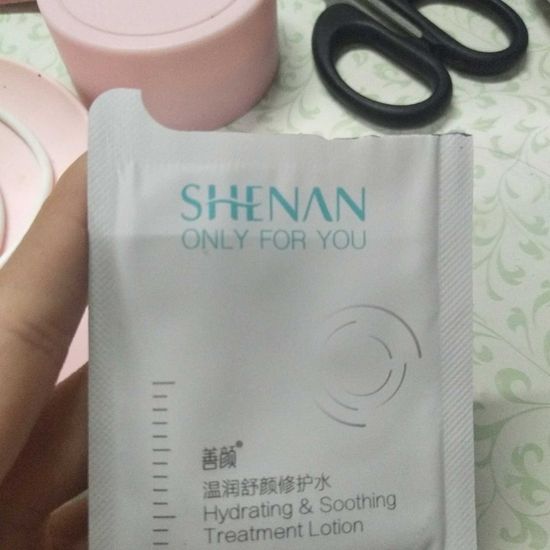 SHENAN
ONLY FOR YOU
善颜®
温润舒颜修护水
Hydrating & Soothing
Treatment Lotion